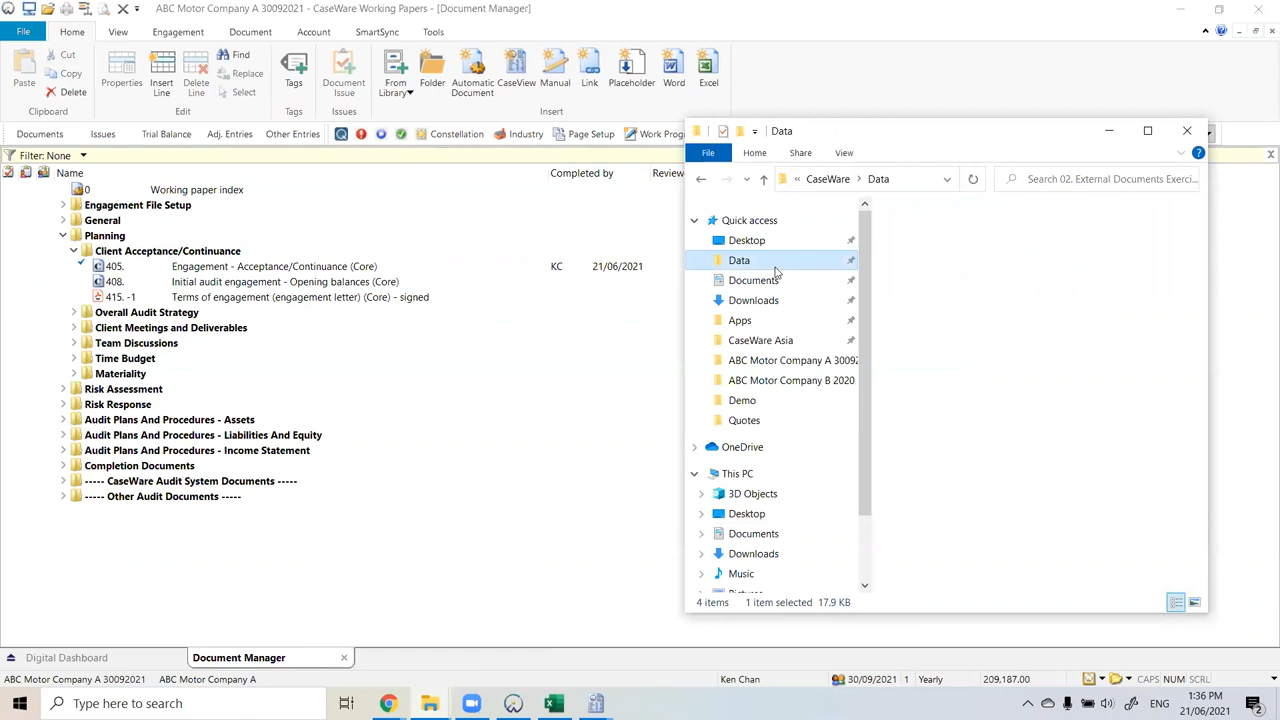 ABC Motor Company A 30092021 - CaseWare Working Papers - [Document Manager]
File Home View Engagement Document Account SmartSync Tools
Paste Cut Copy Delete Properties Insert Line Delete Line Find Replace Select Tags Document Issue From Library Folder Automatic Document CaseView Manual Link Placeholder Word Excel
Clipboard Edit Tags Issues Insert
Documents Issues Trial Balance Adj. Entries Other Entries Constellation Industry Page Setup Work Prog
Filter: None
Name Completed by Review
0 Working paper index
Engagement File Setup
General
Planning
Client Acceptance/Continuance
405. Engagement - Acceptance/Continuance (Core) KC 21/06/2021
408. Initial audit engagement - Opening balances (Core)
415. -1 Terms of engagement (engagement letter) (Core) - signed
Overall Audit Strategy
Client Meetings and Deliverables
Team Discussions
Time Budget
Materiality
Risk Assessment
Risk Response
Audit Plans And Procedures - Assets
Audit Plans And Procedures - Liabilities And Equity
Audit Plans And Procedures - Income Statement
Completion Documents
----- CaseWare Audit System Documents -----
----- Other Audit Documents -----
Data
File Home Share View
« CaseWare > Data Search 02. External Documents Exerci...
Quick access
Desktop
Data
Documents
Downloads
Apps
CaseWare Asia
ABC Motor Company A 30092
ABC Motor Company B 2020
Demo
Quotes
OneDrive
This PC
3D Objects
Desktop
Documents
Downloads
Music
4 items 1 item selected 17.9 KB
Digital Dashboard Document Manager
ABC Motor Company A 30092021 ABC Motor Company A Ken Chan 30/09/2021 1 Yearly 209,187.00 CAPS NUM SCRL
Type here to search ENG 1:36 PM
21/06/2021 2